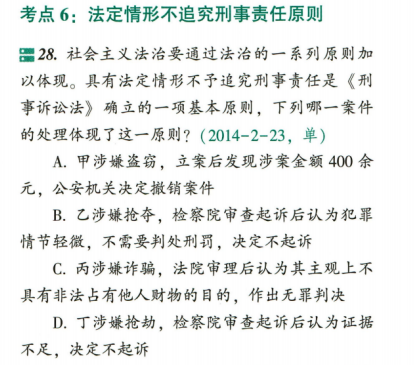 考点6：法定情形不追究刑事责任原则
28. 社会主义法治要通过法治的一系列原则加
以体现。具有法定情形不予追究刑事责任是《刑
事诉讼法》确立的一项基本原则，下列哪一案件
的处理体现了这一原则？（2014-2-23，单）
A. 甲涉嫌盗窃，立案后发现涉案金额400余
元，公安机关决定撤销案件
B. 乙涉嫌抢夺，检察院审查起诉后认为犯罪
情节轻微，不需要判处刑罚，决定不起诉
C. 丙涉嫌诈骗，法院审理后认为其主观上不
具有非法占有他人财物的目的，作出无罪判决
D. 丁涉嫌抢劫，检察院审查起诉后认为证据
不足，决定不起诉